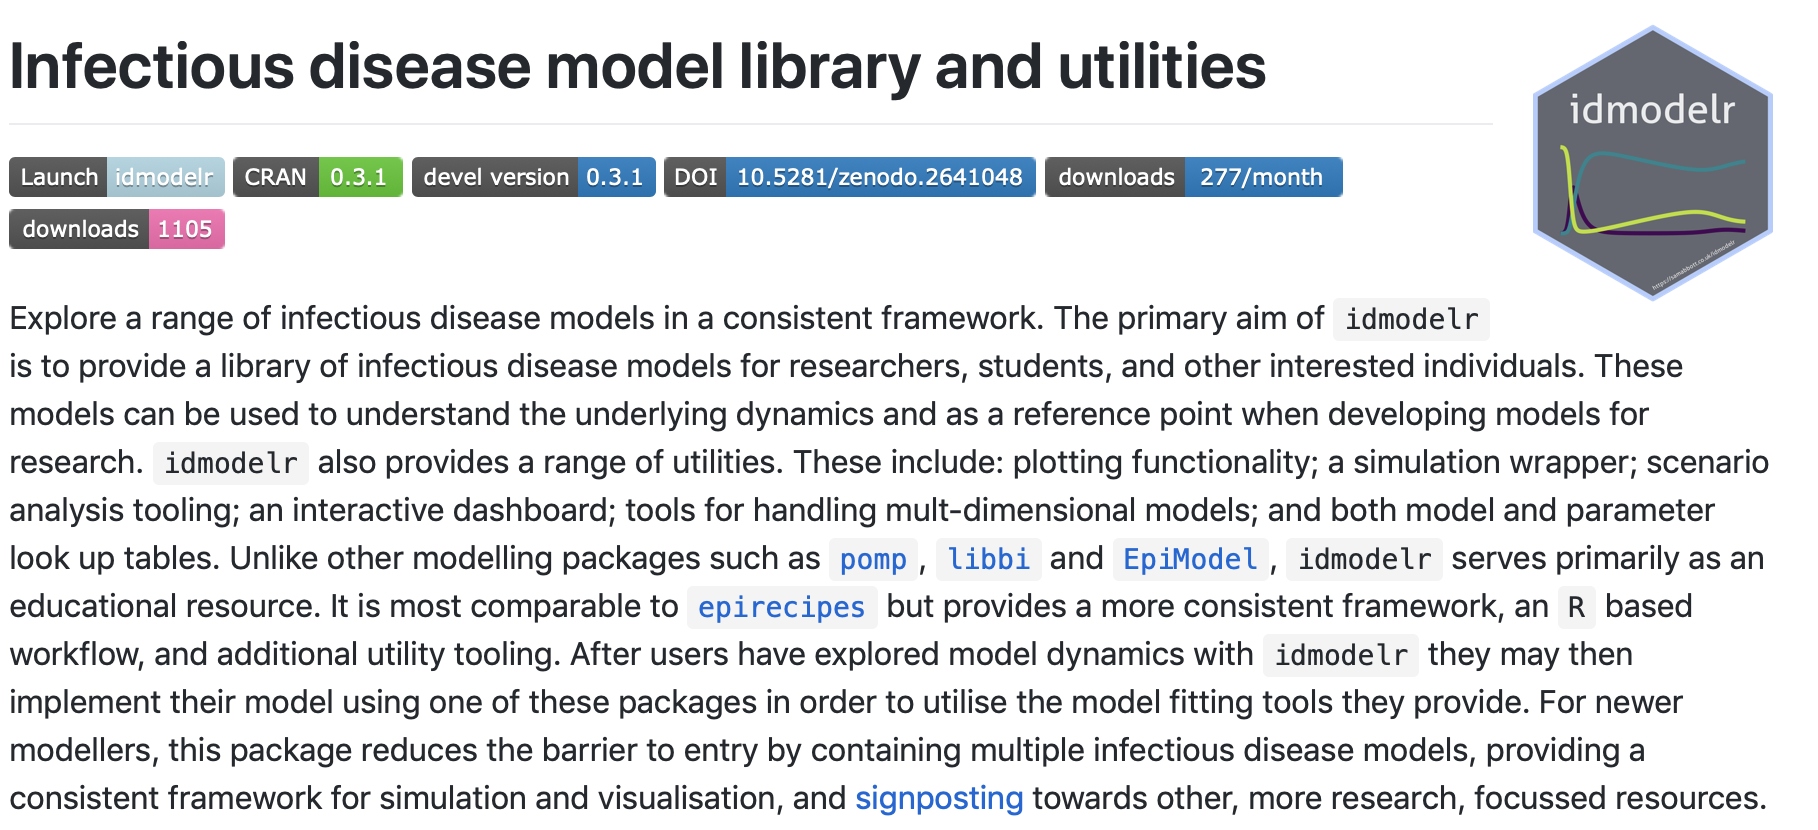 Infectious disease model library and utilities
idmodelr
Launch idmodelr CRAN 0.3.1 devel version 0.3.1 DOI 10.5281/zenodo.2641048 downloads 277/month
downloads 1105
https://samabbott.co.uk/idmodelr
Explore a range of infectious disease models in a consistent framework. The primary aim of idmodelr
is to provide a library of infectious disease models for researchers, students, and other interested individuals. These
models can be used to understand the underlying dynamics and as a reference point when developing models for
research. idmodelr also provides a range of utilities. These include: plotting functionality; a simulation wrapper; scenario
analysis tooling; an interactive dashboard; tools for handling mult-dimensional models; and both model and parameter
look up tables. Unlike other modelling packages such as pomp, libbi and EpiModel, idmodelr serves primarily as an
educational resource. It is most comparable to epirecipes but provides a more consistent framework, an R based
workflow, and additional utility tooling. After users have explored model dynamics with idmodelr they may then
implement their model using one of these packages in order to utilise the model fitting tools they provide. For newer
modellers, this package reduces the barrier to entry by containing multiple infectious disease models, providing a
consistent framework for simulation and visualisation, and signposting towards other, more research, focussed resources.